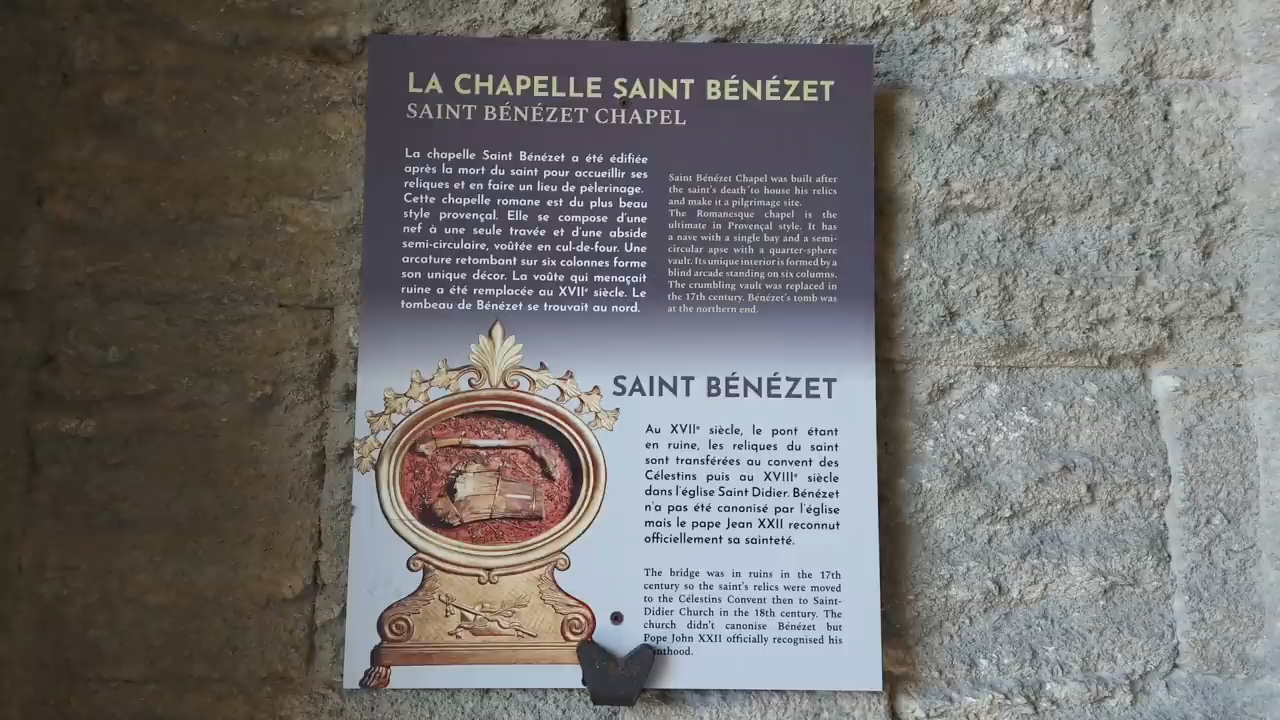 LA CHAPELLE SAINT BÉNÉZET
SAINT BÉNÉZET CHAPEL
La chapelle Saint Bénézet a été édifiée
après la mort du saint pour accueillir ses
reliques et en faire un lieu de pèlerinage.
Cette chapelle romane est du plus beau
style provençal. Elle se compose d'une
nef à une seule travée et d'une abside
semi-circulaire, voûtée en cul-de-four. Une
arcature retombant sur six colonnes forme
son unique décor. La voûte qui menaçait
ruine a été remplacée au XVIIe siècle. Le
tombeau de Bénézet se trouvait au nord.
Saint Bénézet Chapel was built after
the saint's death to house his relics
and make it a pilgrimage site.
The Romanesque chapel is the
ultimate in Provençal style. It has
a nave with a single bay and a semi-
circular apse with a quarter-sphere
vault. Its unique interior is formed by a
blind arcade standing on six columns.
The crumbling vault was replaced in
the 17th century. Bénézet's tomb was
at the northern end.
SAINT BÉNÉZET
Au XVIIe siècle, le pont étant
en ruine, les reliques du saint
sont transférées au convent des
Célestins puis au XVIIIe siècle
dans l'église Saint Didier. Bénézet
n'a pas été canonisé par l'église
mais le pape Jean XXII reconnut
officiellement sa sainteté.
The bridge was in ruins in the 17th
century so the saint's relics were moved
to the Célestins Convent then to Saint-
Didier Church in the 18th century. The
church didn't canonise Bénézet but
Pope John XXII officially recognised his
inthood.